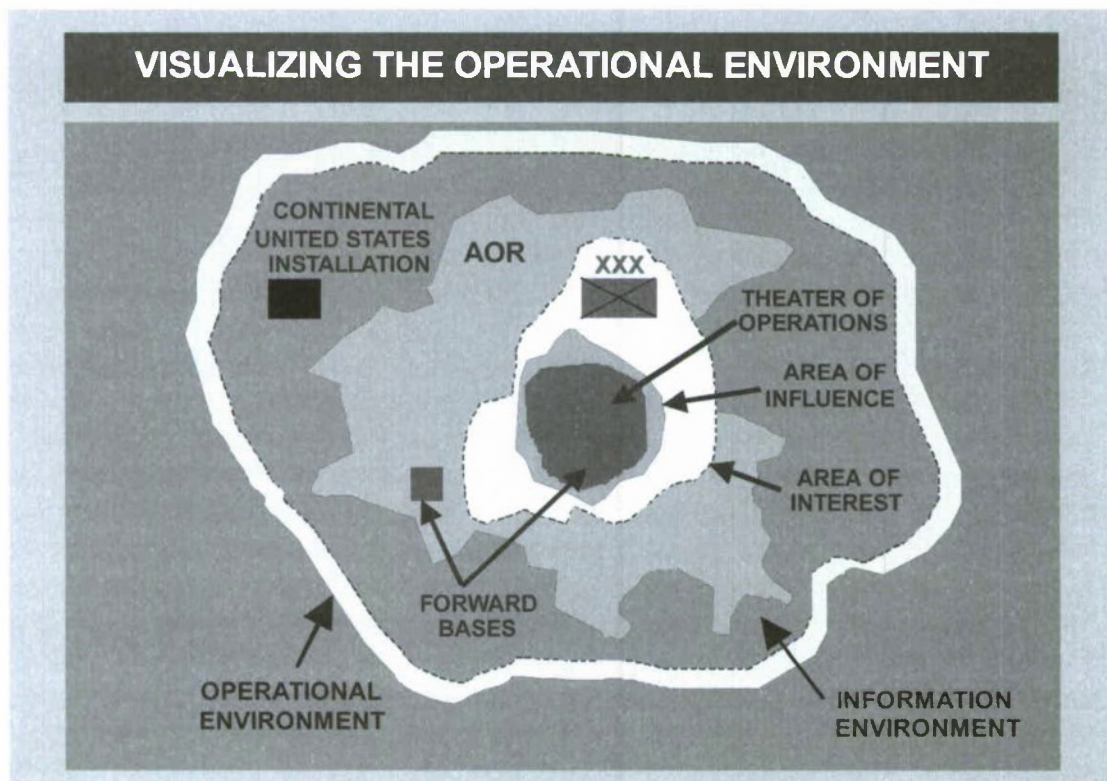 VISUALIZING THE OPERATIONAL ENVIRONMENT
CONTINENTAL
UNITED STATES
INSTALLATION
AOR
XXX
THEATER OF
OPERATIONS
AREA OF
INFLUENCE
AREA OF
INTEREST
FORWARD
BASES
OPERATIONAL
ENVIRONMENT
INFORMATION
ENVIRONMENT